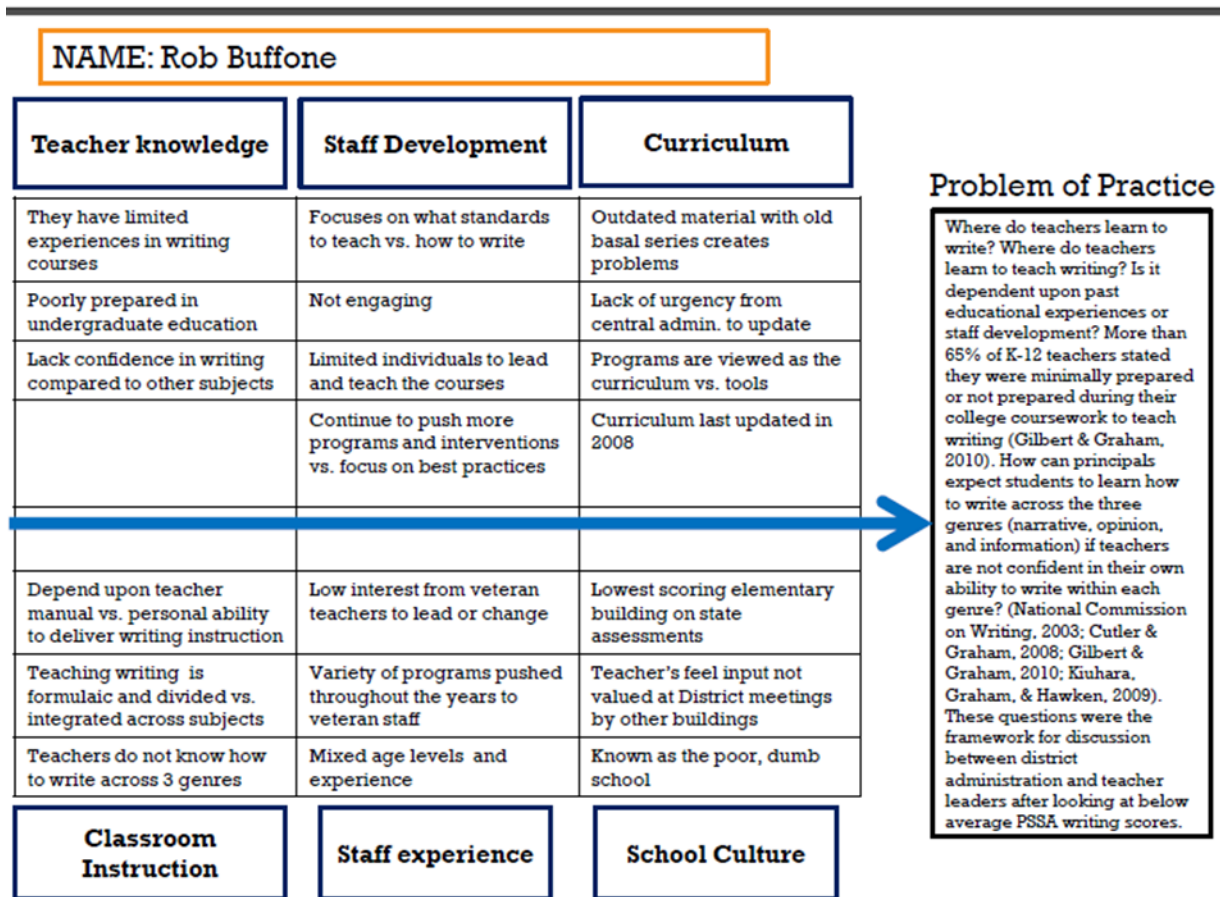 NAME: Rob Buffone
Teacher knowledge
Staff Development
Curriculum
They have limited
experiences in writing
courses
Focuses on what standards
to teach vs. how to write
Outdated material with old
basal series creates
problems
Poorly prepared in
undergraduate education
Not engaging
Lack of urgency from
central admin. to update
Lack confidence in writing
compared to other subjects
Limited individuals to lead
and teach the courses
Programs are viewed as the
curriculum vs. tools
Continue to push more
programs and interventions
vs. focus on best practices
Curriculum last updated in
2008
Depend upon teacher
manual vs. personal ability
to deliver writing instruction
Low interest from veteran
teachers to lead or change
Lowest scoring elementary
building on state
assessments
Teaching writing is
formulaic and divided vs.
integrated across subjects
Variety of programs pushed
throughout the years to
veteran staff
Teacher's feel input not
valued at District meetings
by other buildings
Teachers do not know how
to write across 3 genres
Mixed age levels and
experience
Known as the poor, dumb
school
Classroom
Instruction
Staff experience
School Culture
Problem of Practice
Where do teachers learn to
write? Where do teachers
learn to teach writing? Is it
dependent upon past
educational experiences or
staff development? More than
65% of K-12 teachers stated
they were minimally prepared
or not prepared during their
college coursework to teach
writing (Gilbert & Graham,
2010). How can principals
expect students to learn how
to write across the three
genres (narrative, opinion,
and information) if teachers
are not confident in their own
ability to write within each
genre? (National Commission
on Writing, 2003; Cutler &
Graham, 2008; Gilbert &
Graham, 2010; Kiuhara,
Graham, & Hawken, 2009).
These questions were the
framework for discussion
between district
administration and teacher
leaders after looking at below
average PSSA writing scores.